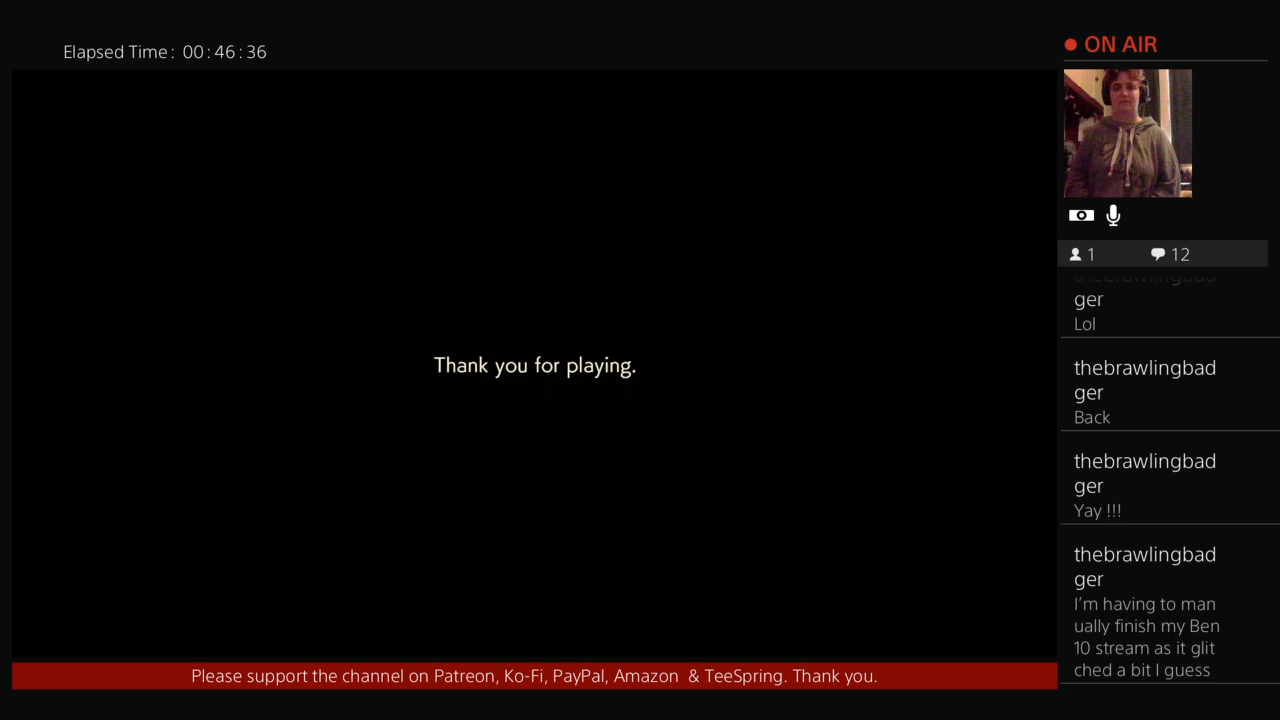 Elapsed Time: 00:46:36
ON AIR
1
12
thebrawlingbad
ger
Lol
thebrawlingbad
ger
Back
thebrawlingbad
ger
Yay !!!
thebrawlingbad
ger
I'm having to man
ually finish my Ben
10 stream as it glit
ched a bit I guess
Thank you for playing.
Please support the channel on Patreon, Ko-Fi, PayPal, Amazon & TeeSpring. Thank you.